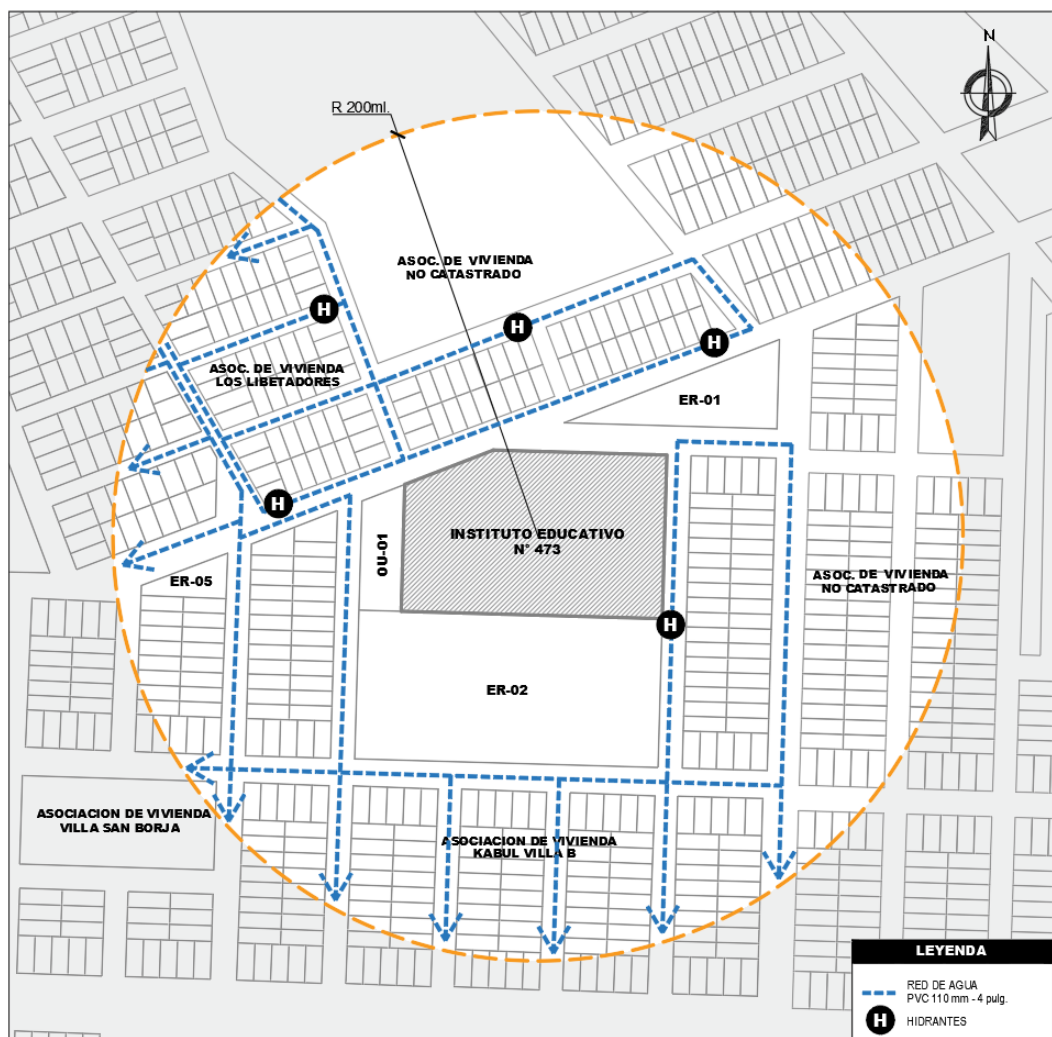 N
R 200ml.
ASOC. DE VIVIENDA
NO CATASTRADO
H
H
H
ASOC. DE VIVIENDA
LOS LIBETADORES
ER-01
H
INSTITUTO EDUCATIVO
N° 473
OU-01
ER-05
ASOC. DE VIVIENDA
NO CATASTRADO
H
ER-02
ASOCIACION DE VIVIENDA
VILLA SAN BORJA
ASOCIACION DE VIVIENDA
KABUL VILLA B
LEYENDA
RED DE AGUA
PVC 110 mm - 4 pulg.
H
HIDRANTES